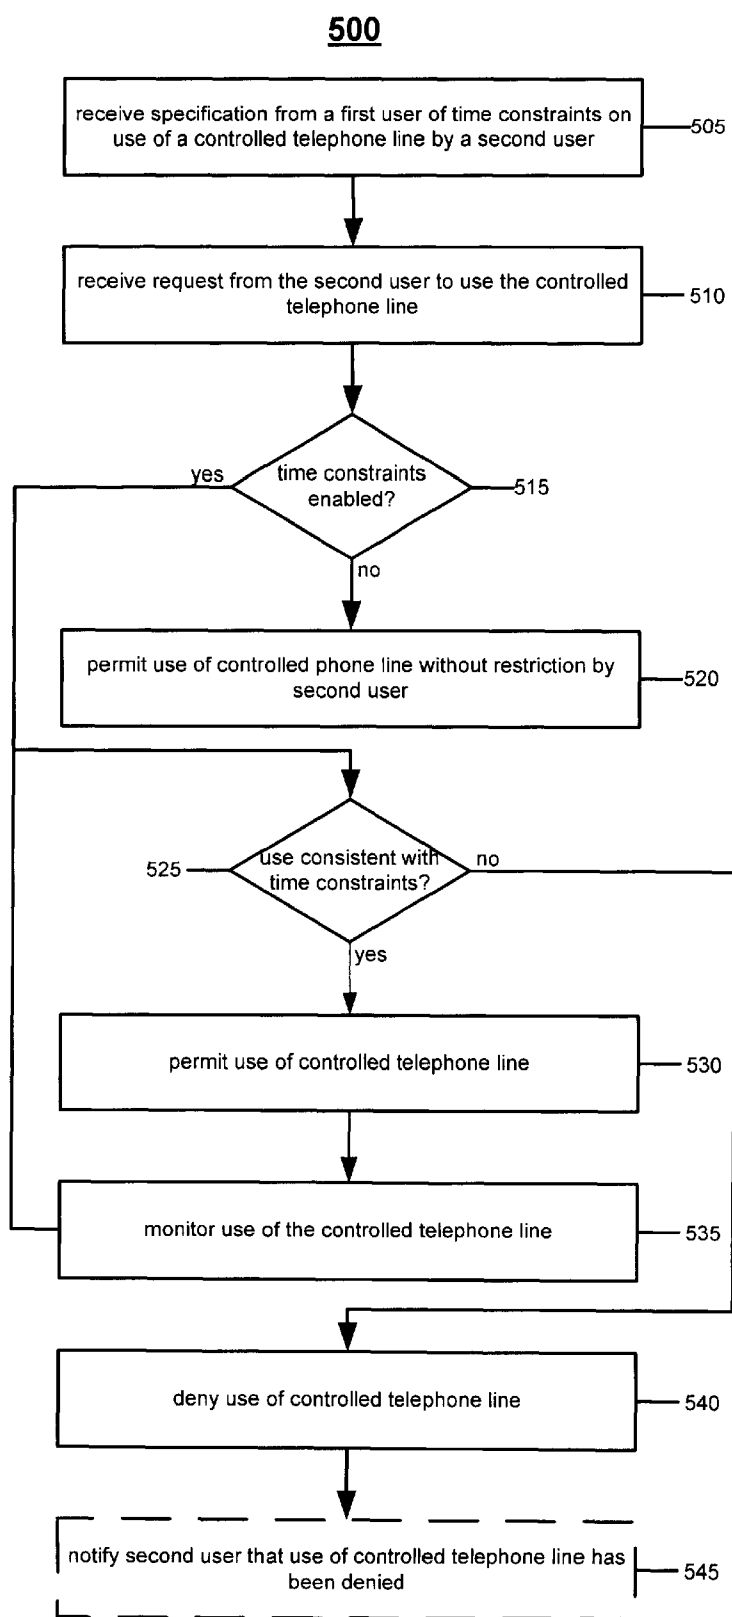 500
receive specification from a first user of time constraints on
use of a controlled telephone line by a second user
505
receive request from the second user to use the controlled
telephone line
510
yes
time constraints
enabled?
515
no
permit use of controlled phone line without restriction by
second user
520
525
use consistent with
time constraints?
no
yes
permit use of controlled telephone line
530
monitor use of the controlled telephone line
535
deny use of controlled telephone line
540
notify second user that use of controlled telephone line has
been denied
545